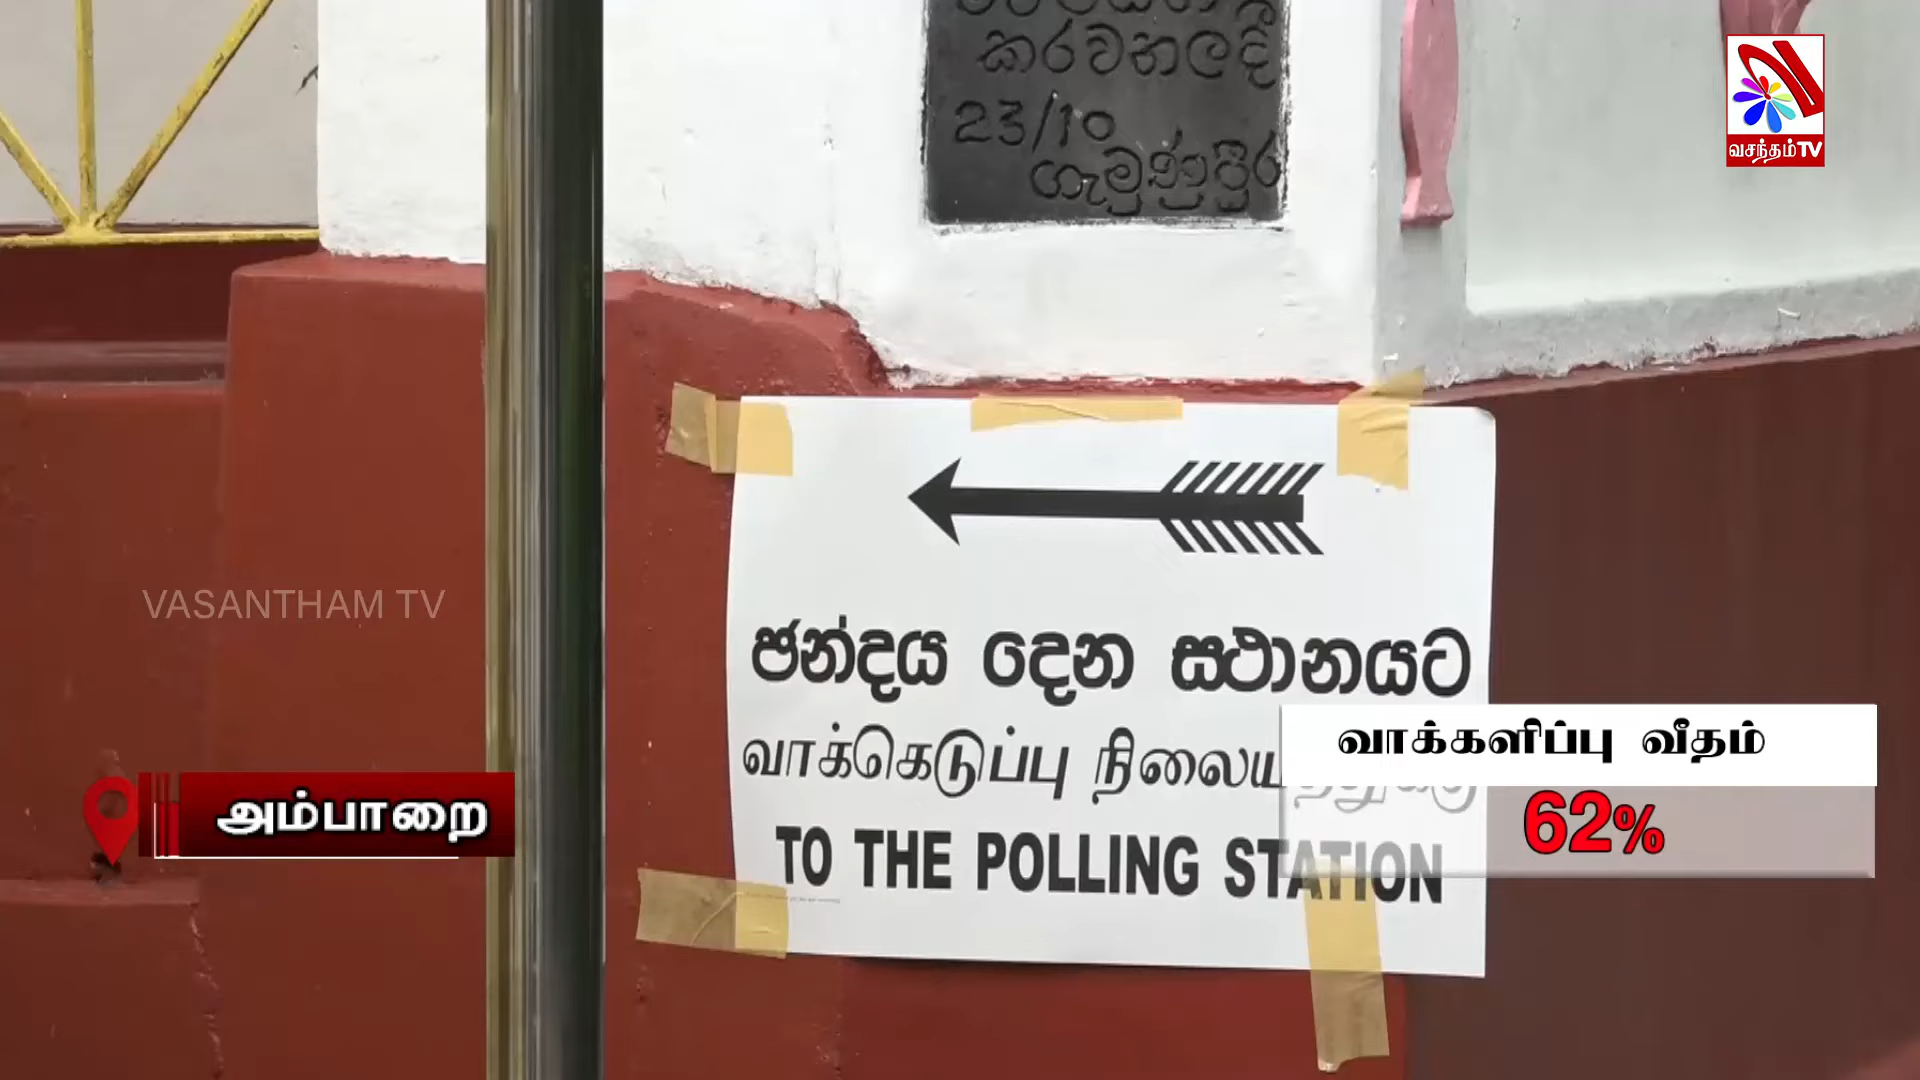 කරවනලදී
23/10
ගැමුණුපුර
வசந்தம்TV
VASANTHAM TV
ඡන්දය දෙන ස්ථානයට
வாக்கெடுப்பு நிலையத்துக்கு
TO THE POLLING STATION
வாக்களிப்பு வீதம்
62%
அம்பாறை